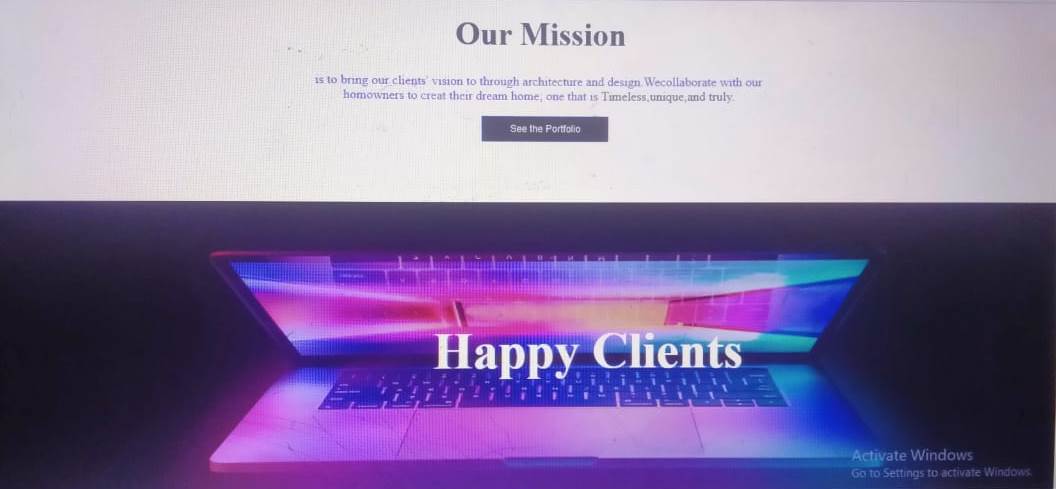 Our Mission
is to bring our clients' vision to through architecture and design.Wecollaborate with our
homowners to creat their dream home, one that is Timeless,unique,and truly.
See the Portfolio
Happy Clients
Activate Windows
Go to Settings to activate Windows.